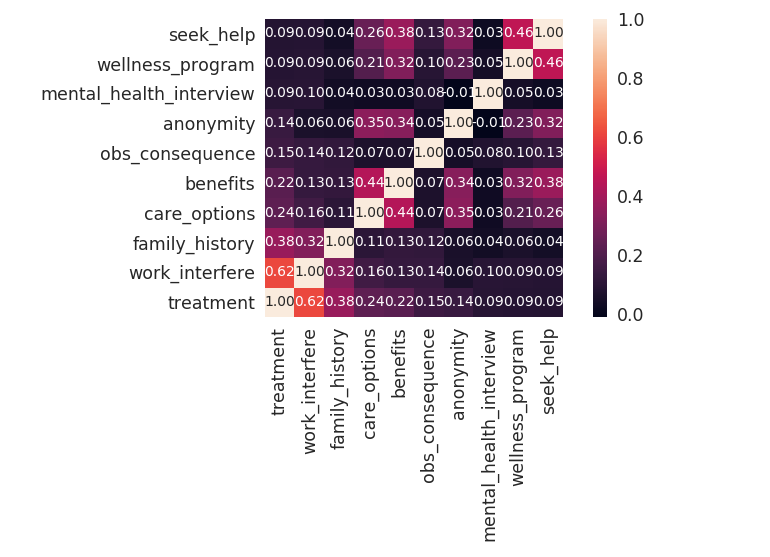 seek_help 0.09 0.09 0.04 0.26 0.38 0.13 0.32 0.03 0.46 1.00
wellness_program 0.09 0.09 0.06 0.21 0.32 0.10 0.23 0.05 1.00 0.46
mental_health_interview 0.09 0.10 0.04 0.03 0.03 0.08 -0.01 1.00 0.05 0.03
anonymity 0.14 0.06 0.06 0.35 0.34 0.05 1.00 -0.01 0.23 0.32
obs_consequence 0.15 0.14 0.12 0.07 0.07 1.00 0.05 0.08 0.10 0.13
benefits 0.22 0.13 0.13 0.44 1.00 0.07 0.34 0.03 0.32 0.38
care_options 0.24 0.16 0.11 1.00 0.44 0.07 0.35 0.03 0.21 0.26
family_history 0.38 0.32 1.00 0.11 0.13 0.12 0.06 0.04 0.06 0.04
work_interfere 0.62 1.00 0.32 0.16 0.13 0.14 0.06 0.10 0.09 0.09
treatment 1.00 0.62 0.38 0.24 0.22 0.15 0.14 0.09 0.09 0.09
treatment
work_interfere
family_history
care_options
benefits
obs_consequence
anonymity
mental_health_interview
wellness_program
seek_help
1.0
0.8
0.6
0.4
0.2
0.0